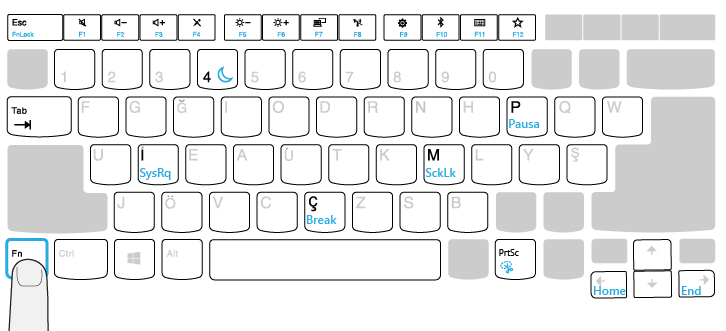 Esc
FnLock
F1
F2
F3
F4
F5
F6
F7
F8
F9
F10
F11
F12
1 2 3 4 5 6 7 8 9 0
Tab F G Ğ I O D R N H P Q W
Pausa
U İ E A Ü T K M L Y Ş
SysRq SckLk
J Ö V C Ç Z S B
Break
Fn Ctrl Alt PrtSc
Home End